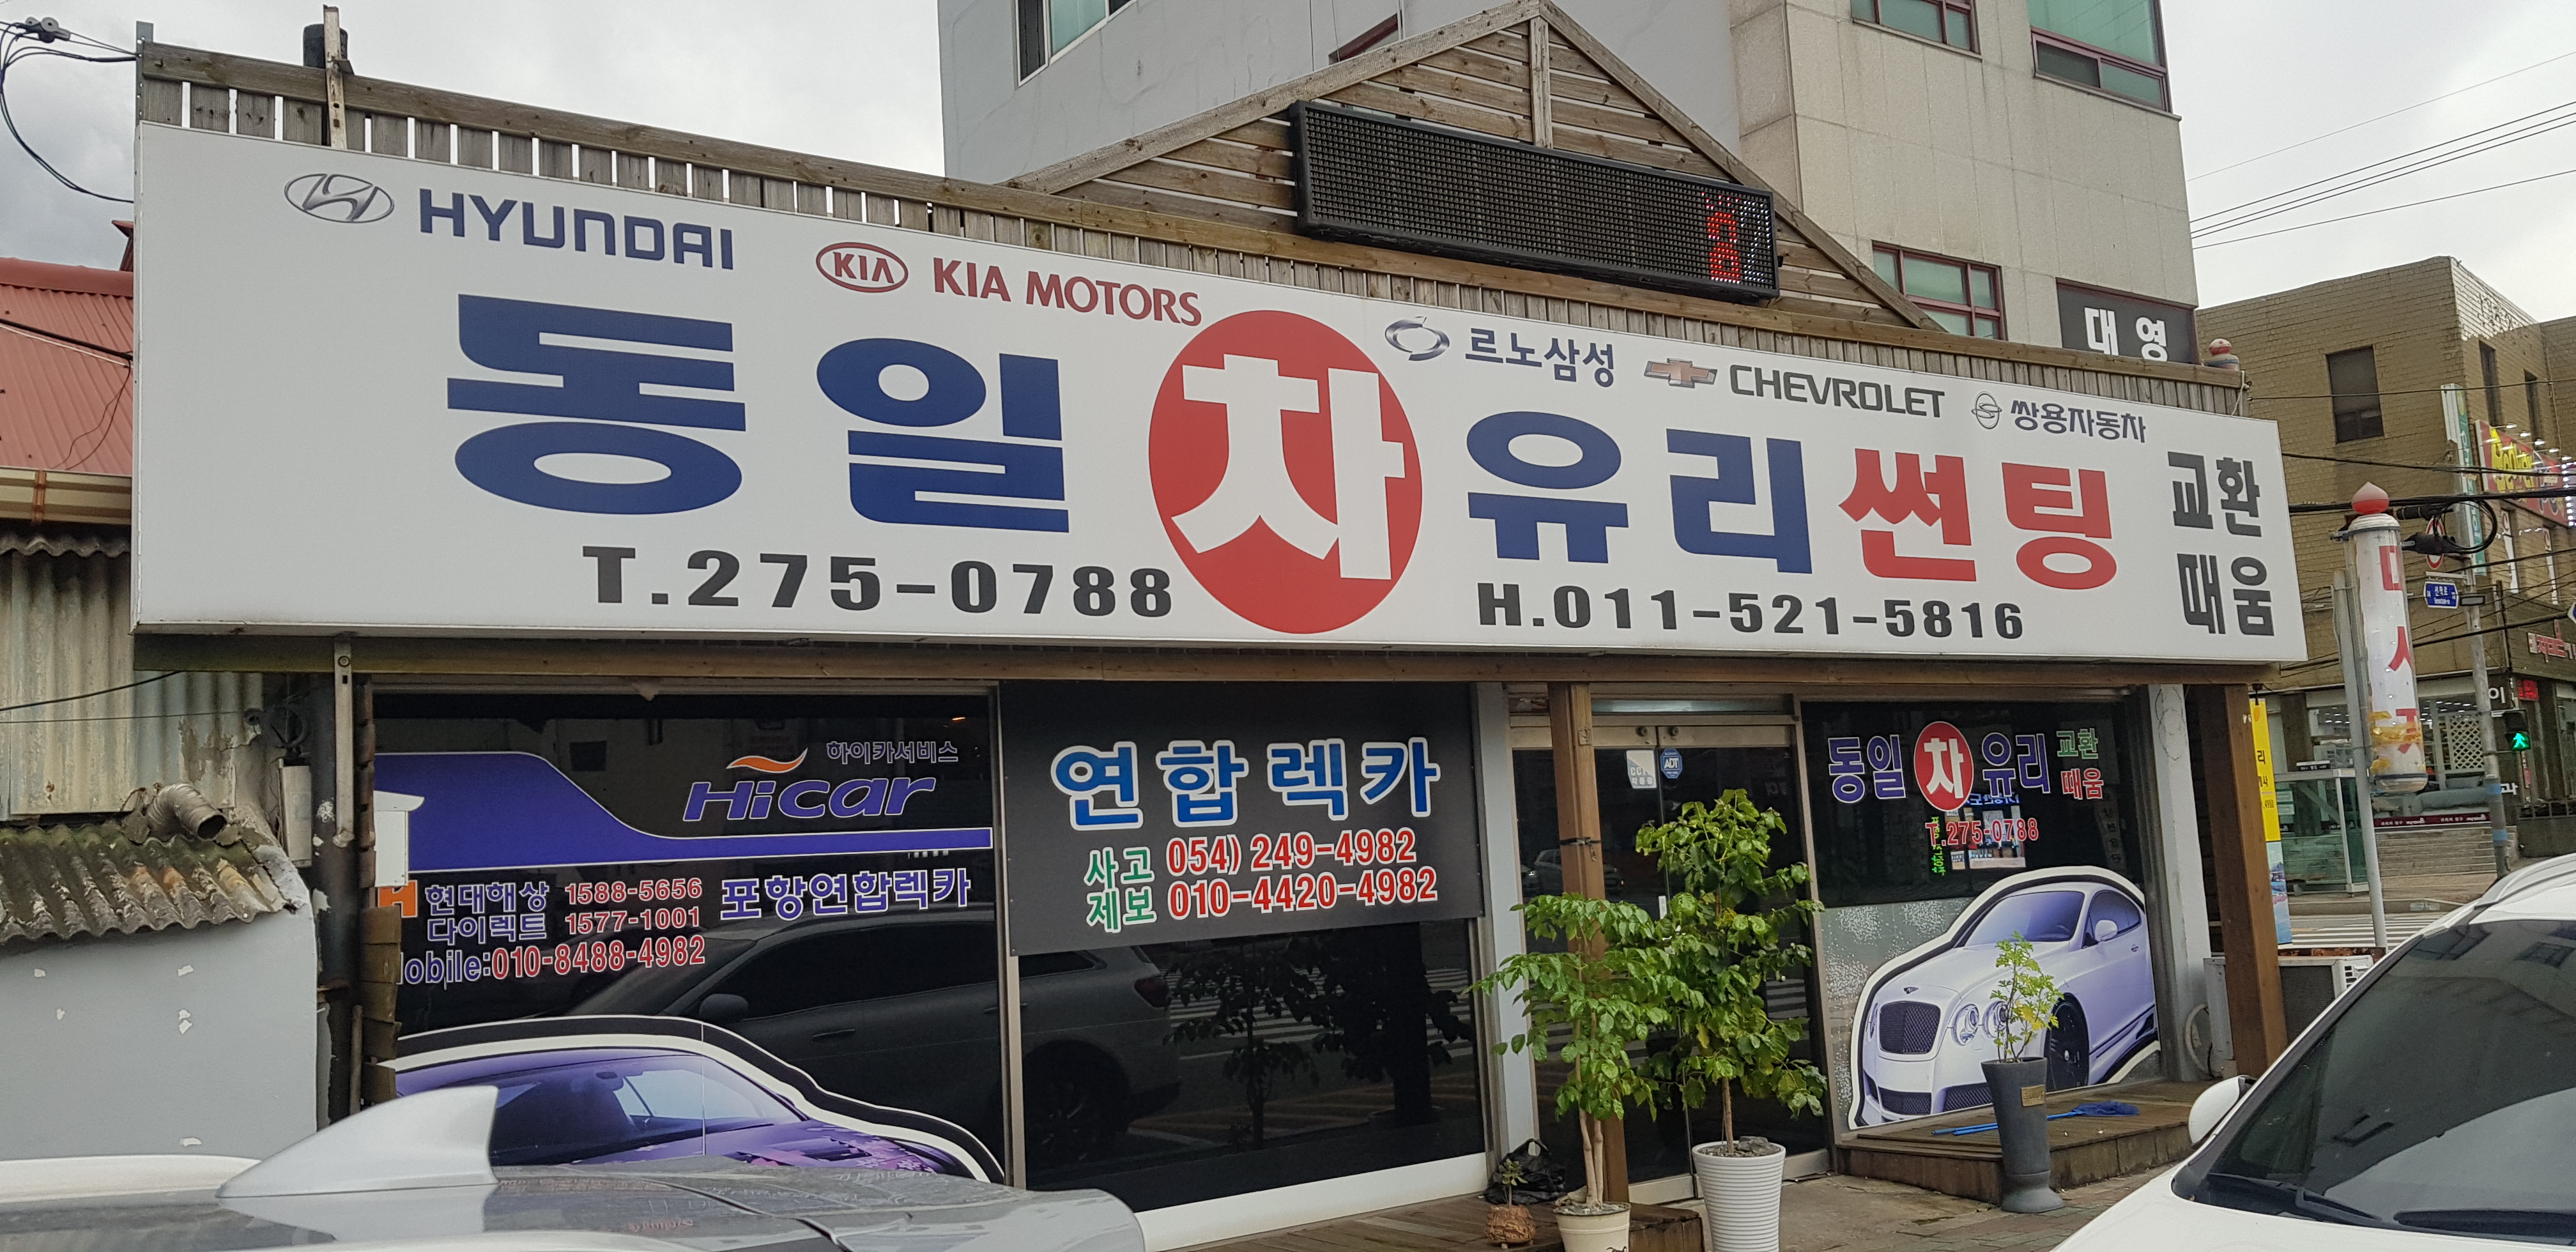 HYUNDAI
KIA KIA MOTORS
르노삼성
CHEVROLET
쌍용자동차
동일 차 유리 썬팅
교환
때움
T.275-0788
H.011-521-5816
대영
하이카서비스
Hicar
현대해상 1588-5656
다이렉트 1577-1001
포항연합렉카
obile:010-8488-4982
연합렉카
사고 054) 249-4982
제보 010-4420-4982
ADT
동일 차 유리 교환
때움
T.275-0788